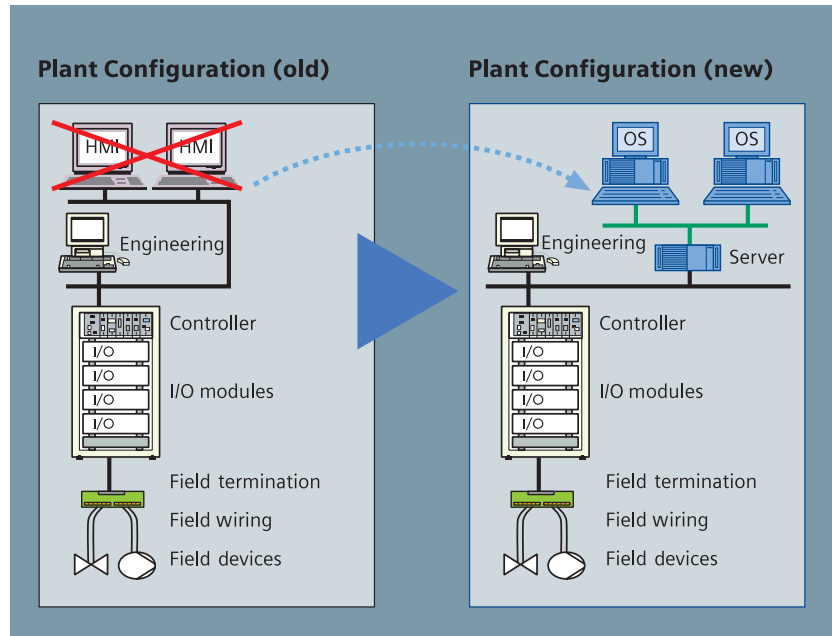 Plant Configuration (old)
HMI
HMI
Engineering
Controller
I/O
I/O
I/O
I/O
I/O modules
Field termination
Field wiring
Field devices
Plant Configuration (new)
OS
OS
Engineering
Server
Controller
I/O
I/O
I/O
I/O
I/O modules
Field termination
Field wiring
Field devices